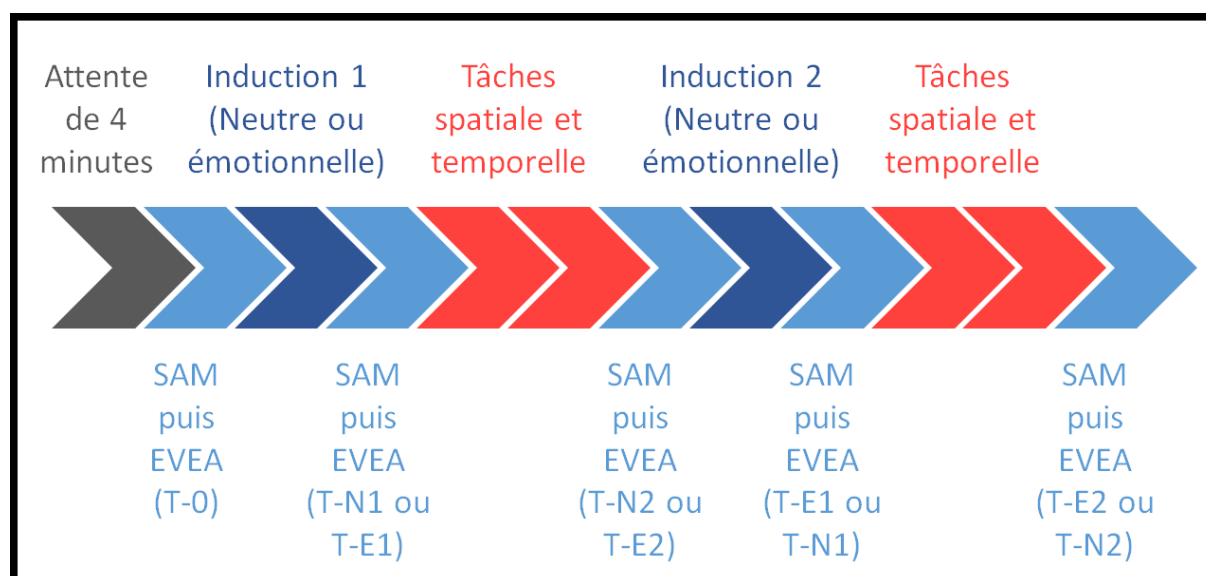 Attente
de 4
minutes
Induction 1
(Neutre ou
émotionnelle)
Tâches
spatiale et
temporelle
Induction 2
(Neutre ou
émotionnelle)
Tâches
spatiale et
temporelle
SAM
puis
EVEA
(T-0)
SAM
puis
EVEA
(T-N1 ou
T-E1)
SAM
puis
EVEA
(T-N2 ou
T-E2)
SAM
puis
EVEA
(T-E1 ou
T-N1)
SAM
puis
EVEA
(T-E2 ou
T-N2)